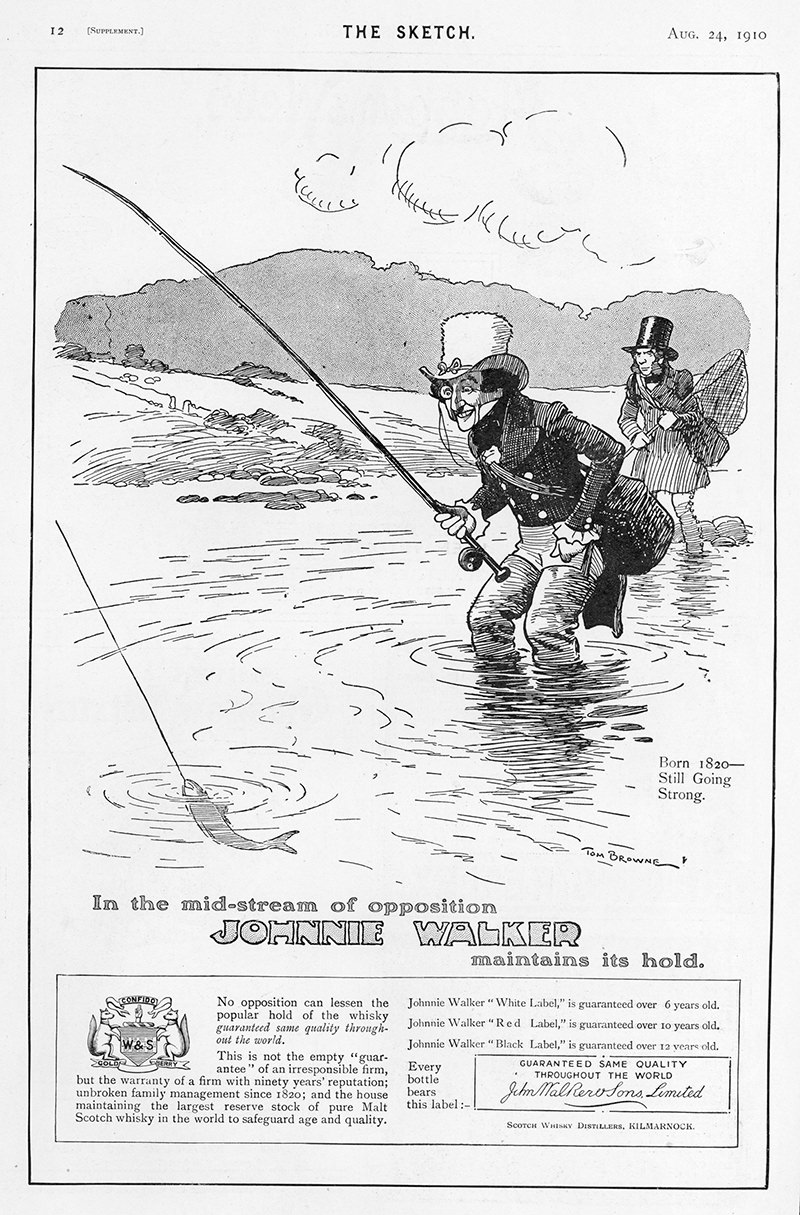 12 [SUPPLEMENT.] THE SKETCH. AUG. 24, 1910
Born 1820—
Still Going
Strong.
TOM BROWNE
In the mid-stream of opposition
JOHNNIE WALKER
maintains its hold.
CONFIDO
W & S
GOLD BERRY
No opposition can lessen the
popular hold of the whisky
guaranteed same quality through-
out the world.
This is not the empty "guar-
antee" of an irresponsible firm,
but the warranty of a firm with ninety years' reputation;
unbroken family management since 1820; and the house
maintaining the largest reserve stock of pure Malt
Scotch whisky in the world to safeguard age and quality.
Johnnie Walker "White Label," is guaranteed over 6 years old.
Johnnie Walker "Red Label," is guaranteed over 10 years old.
Johnnie Walker "Black Label," is guaranteed over 12 years old.
Every
bottle
bears
this label:–
GUARANTEED SAME QUALITY
THROUGHOUT THE WORLD
John Walker & Sons, Limited
SCOTCH WHISKY DISTILLERS, KILMARNOCK.